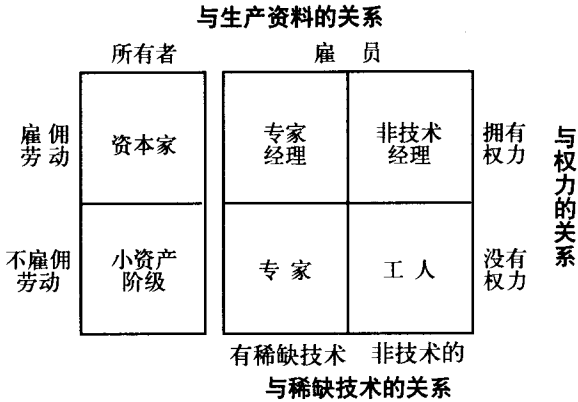 与生产资料的关系
所有者
雇 员
雇佣
劳动
资本家
专家
经理
非技术
经理
拥有
权力
与权力的关系
不雇佣
劳动
小资产
阶级
专家
工人
没有
权力
有稀缺技术
非技术的
与稀缺技术的关系